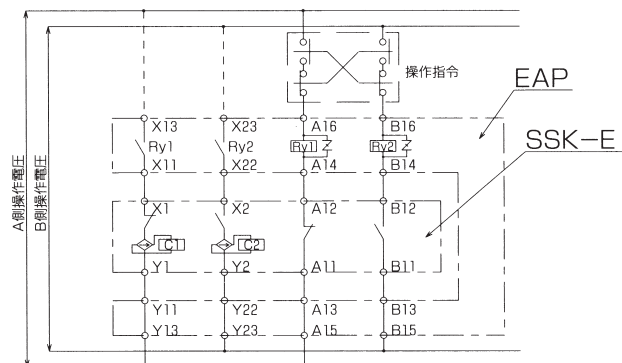 操作指令
EAP
SSK-E
X13 X23 A16 B16
Ry1 Ry2 Ry1 Ry2
X11 X22 A14 B14
X1 X2 A12 B12
C1 C2
Y1 Y2 A11 B11
Y11 Y22 A13 B13
Y13 Y23 A15 B15
A側操作電圧
B側操作電圧